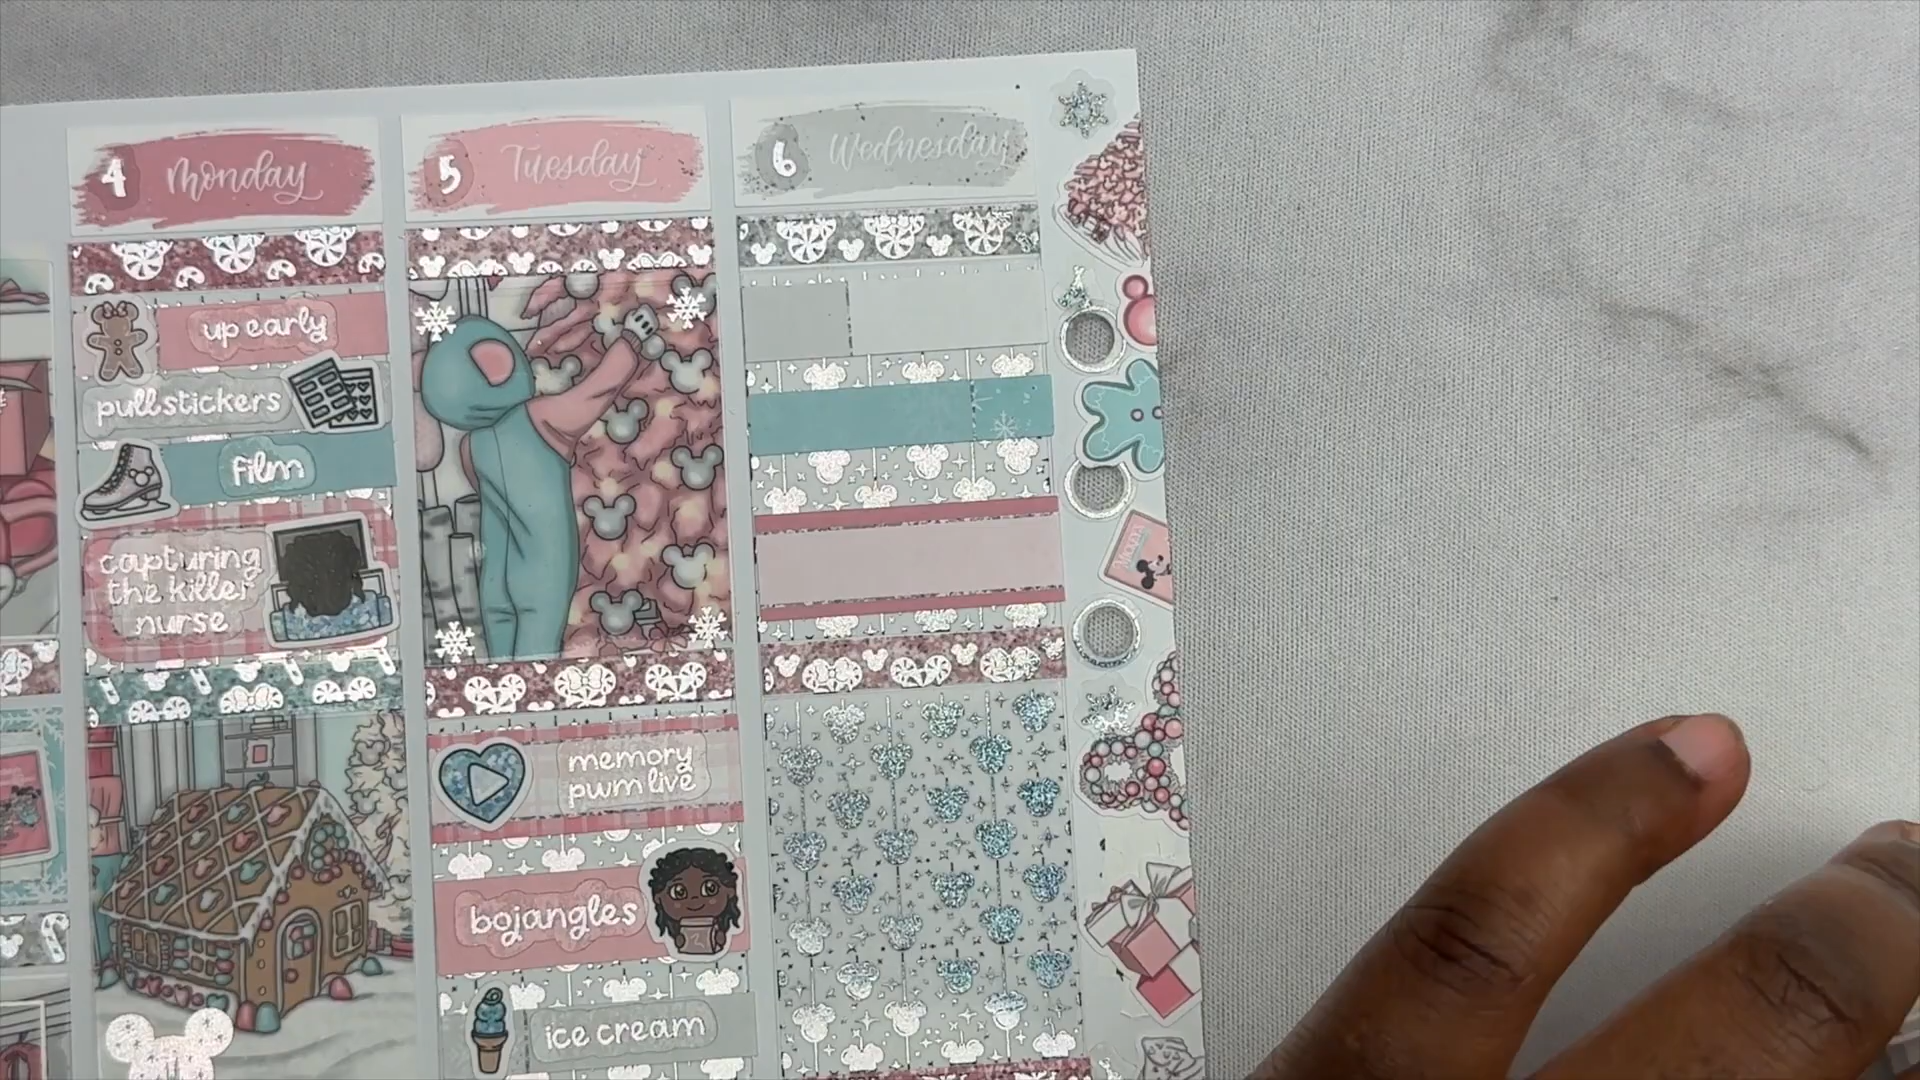 4 Monday
up early
pull stickers
film
capturing
the killer
nurse
5 Tuesday
memory
pwm live
bojangles
ice cream
6 Wednesday
MICKEY